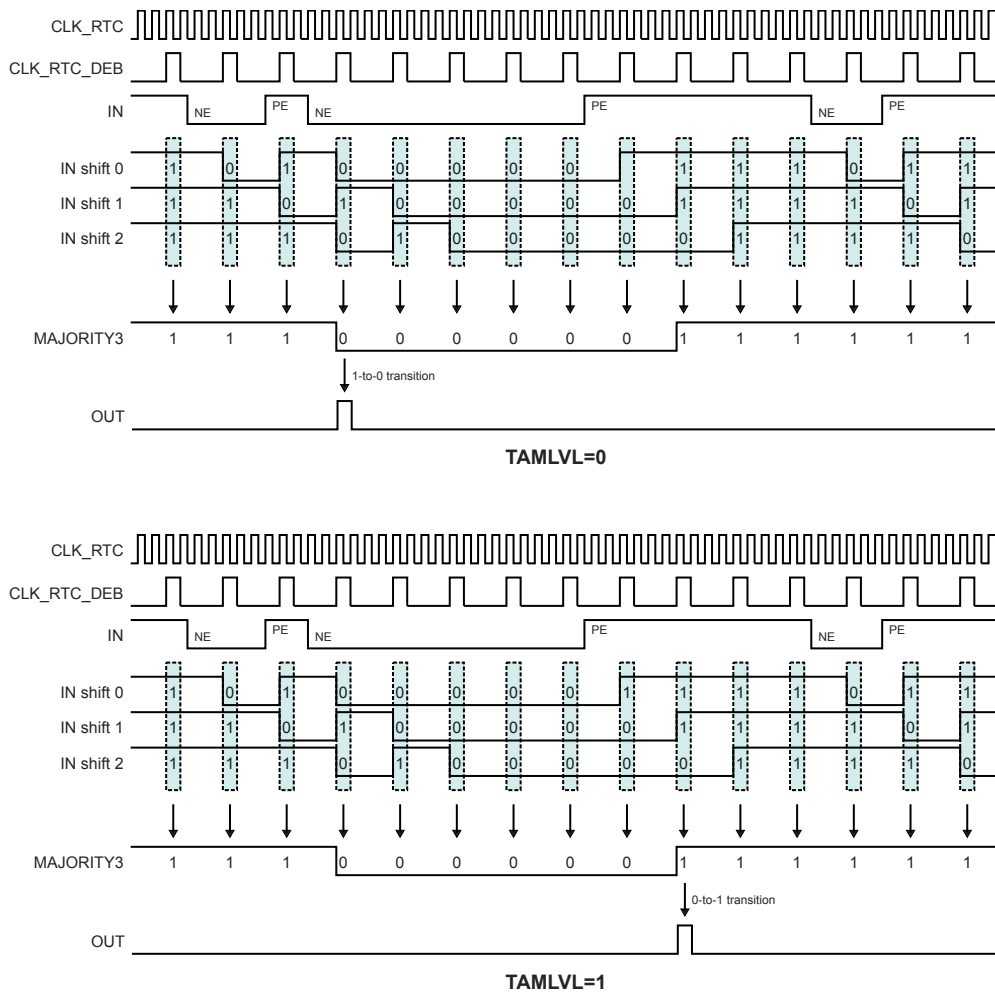 CLK_RTC
CLK_RTC_DEB
IN NE PE NE PE NE PE
IN shift 0 1 0 1 0 0 0 0 0 1 1 1 0 1 1
IN shift 1 1 1 0 1 0 0 0 0 0 1 1 1 1 0 1
IN shift 2 1 1 1 0 1 0 0 0 0 0 1 1 1 1 0
MAJORITY3 1 1 1 0 0 0 0 0 0 1 1 1 1 1 1
1-to-0 transition
OUT
TAMLVL=0
CLK_RTC
CLK_RTC_DEB
IN NE PE NE PE NE PE
IN shift 0 1 0 1 0 0 0 0 0 1 1 1 1 0 1 1
IN shift 1 1 1 0 1 0 0 0 0 0 1 1 1 1 0 1
IN shift 2 1 1 1 0 1 0 0 0 0 0 1 1 1 1 0
MAJORITY3 1 1 1 0 0 0 0 0 0 1 1 1 1 1 1
0-to-1 transition
OUT
TAMLVL=1